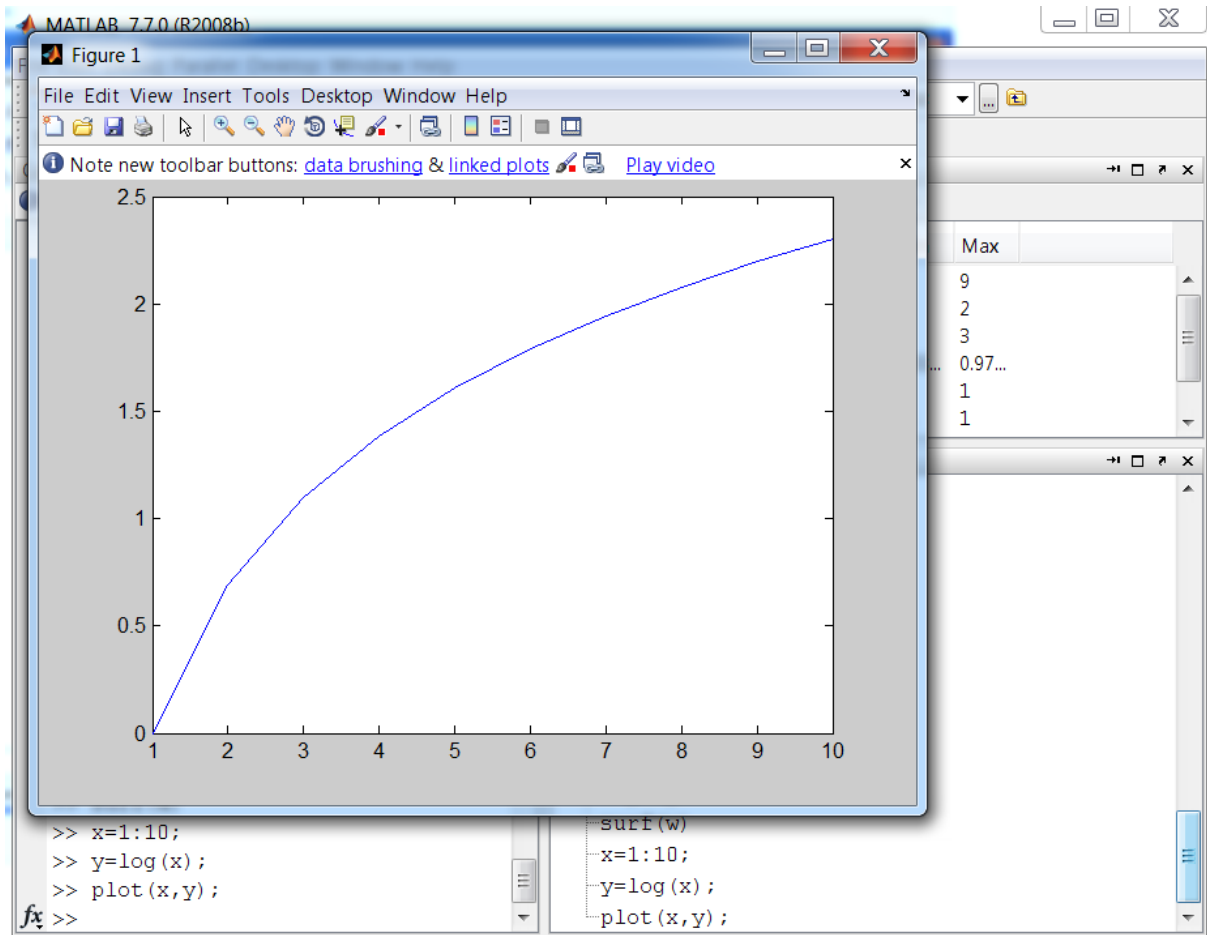 MATLAB 7.7.0 (R2008b)
Figure 1
File Edit View Insert Tools Desktop Window Help
...
Note new toolbar buttons: data brushing & linked plots Play video
2.5
2
1.5
1
0.5
0
1 2 3 4 5 6 7 8 9 10
Max
9
2
3
... 0.97...
1
1
>> x=1:10;
>> y=log(x);
>> plot(x,y);
fx >>
surf(w)
x=1:10;
y=log(x);
plot(x,y);